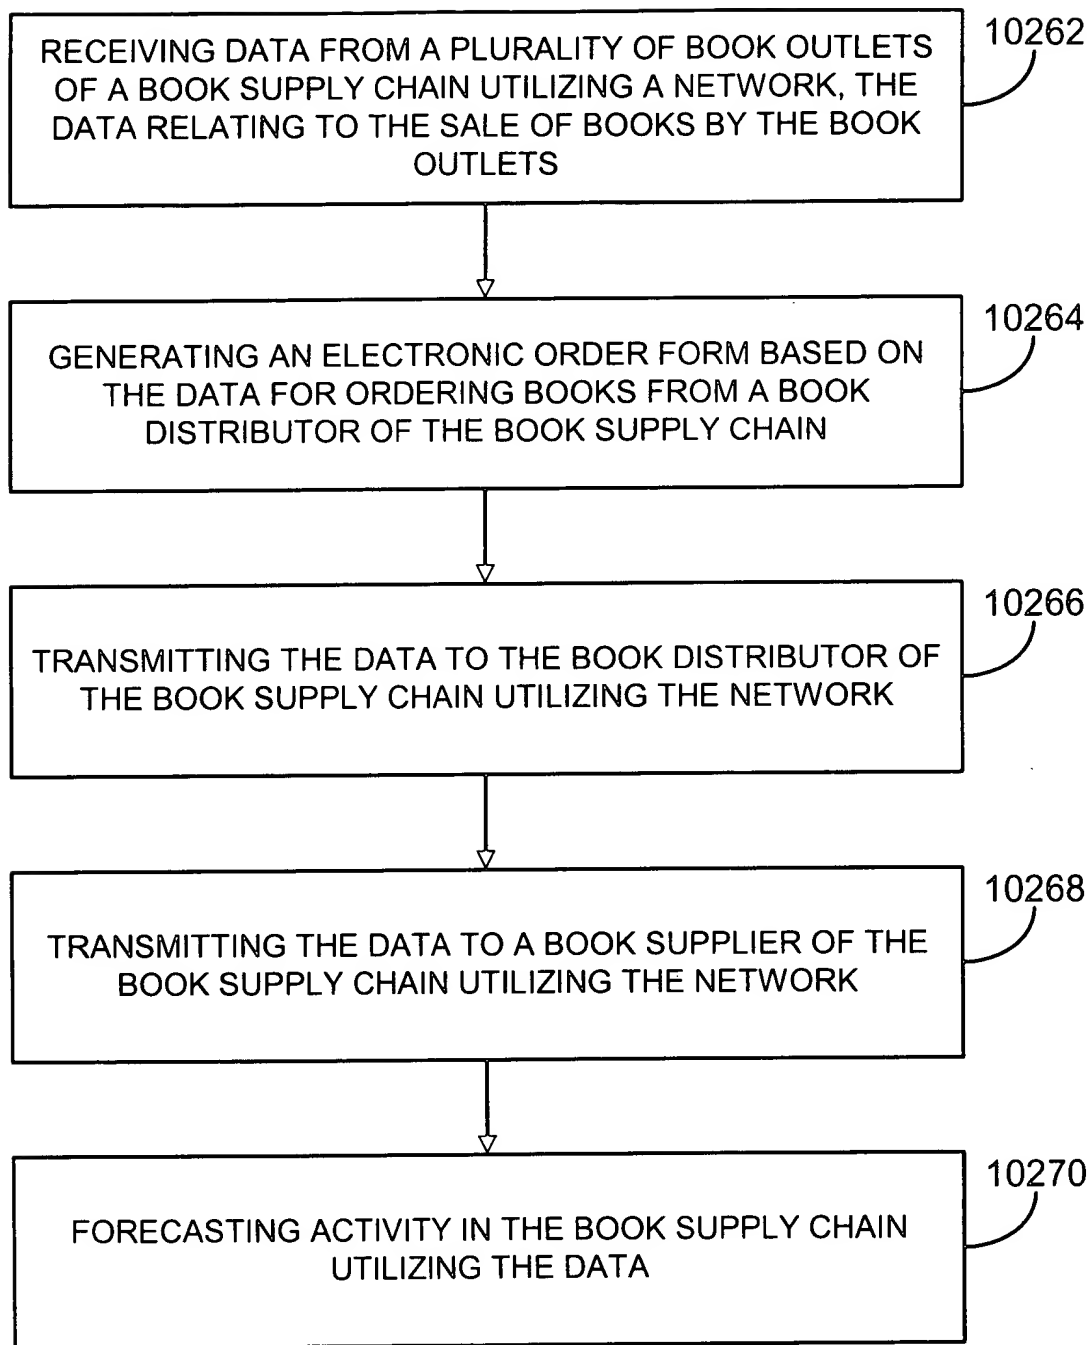 RECEIVING DATA FROM A PLURALITY OF BOOK OUTLETS
OF A BOOK SUPPLY CHAIN UTILIZING A NETWORK, THE
DATA RELATING TO THE SALE OF BOOKS BY THE BOOK
OUTLETS
10262
GENERATING AN ELECTRONIC ORDER FORM BASED ON
THE DATA FOR ORDERING BOOKS FROM A BOOK
DISTRIBUTOR OF THE BOOK SUPPLY CHAIN
10264
TRANSMITTING THE DATA TO THE BOOK DISTRIBUTOR OF
THE BOOK SUPPLY CHAIN UTILIZING THE NETWORK
10266
TRANSMITTING THE DATA TO A BOOK SUPPLIER OF THE
BOOK SUPPLY CHAIN UTILIZING THE NETWORK
10268
FORECASTING ACTIVITY IN THE BOOK SUPPLY CHAIN
UTILIZING THE DATA
10270